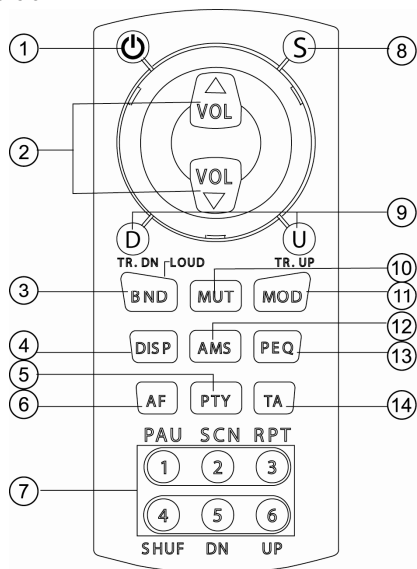 1 S 8
VOL
2
VOL
9
D U
TR. DN LOUD TR. UP
10
3 BND MUT MOD 11
12
4 DISP AMS PEQ 13
5
6 AF PTY TA 14
PAU SCN RPT
1 2 3
7
4 5 6
SHUF DN UP